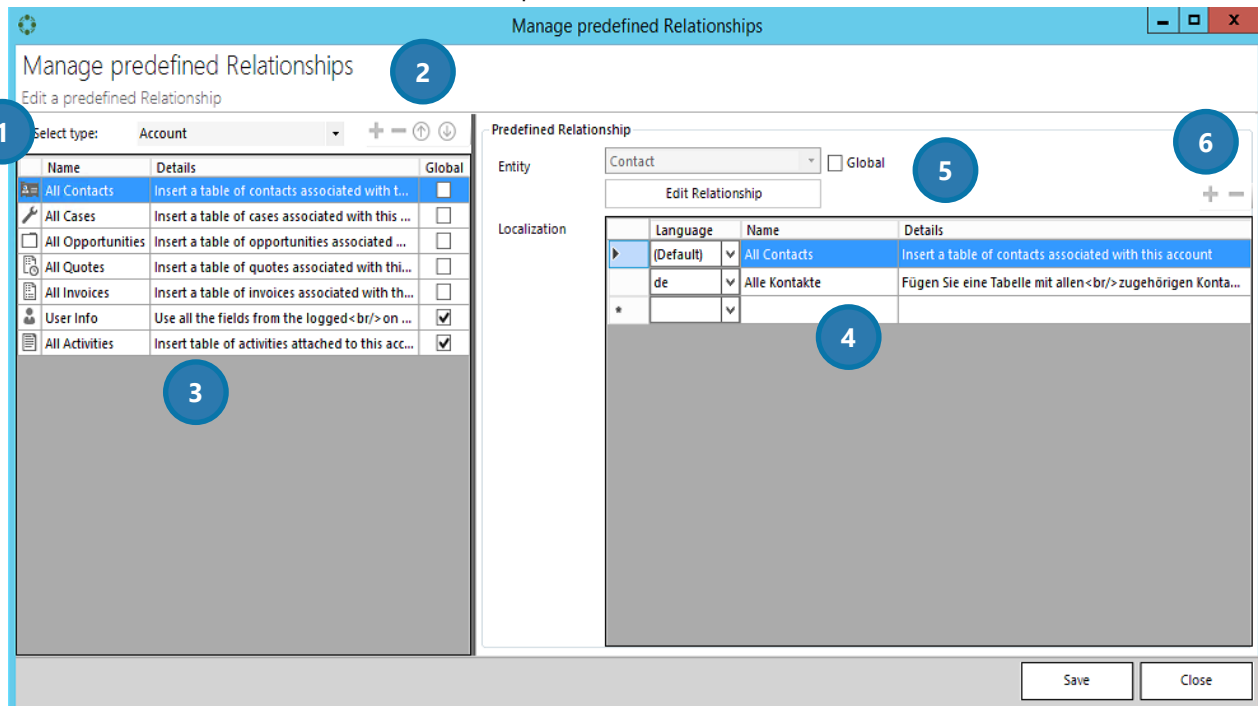 Manage predefined Relationships
Manage predefined Relationships
2
Edit a predefined Relationship
1
Select type:
Account
Name Details Global
All Contacts Insert a table of contacts associated with t...
All Cases Insert a table of cases associated with this ...
All Opportunities Insert a table of opportunities associated ...
All Quotes Insert a table of quotes associated with thi...
All Invoices Insert a table of invoices associated with th...
User Info Use all the fields from the logged<br/>on ...
All Activities Insert table of activities attached to this acc...
3
Predefined Relationship
6
Entity Contact Global
5
Edit Relationship
Localization
Language Name Details
(Default) All Contacts Insert a table of contacts associated with this account
de Alle Kontakte Fügen Sie eine Tabelle mit allen<br/>zugehörigen Konta...
4
Save Close